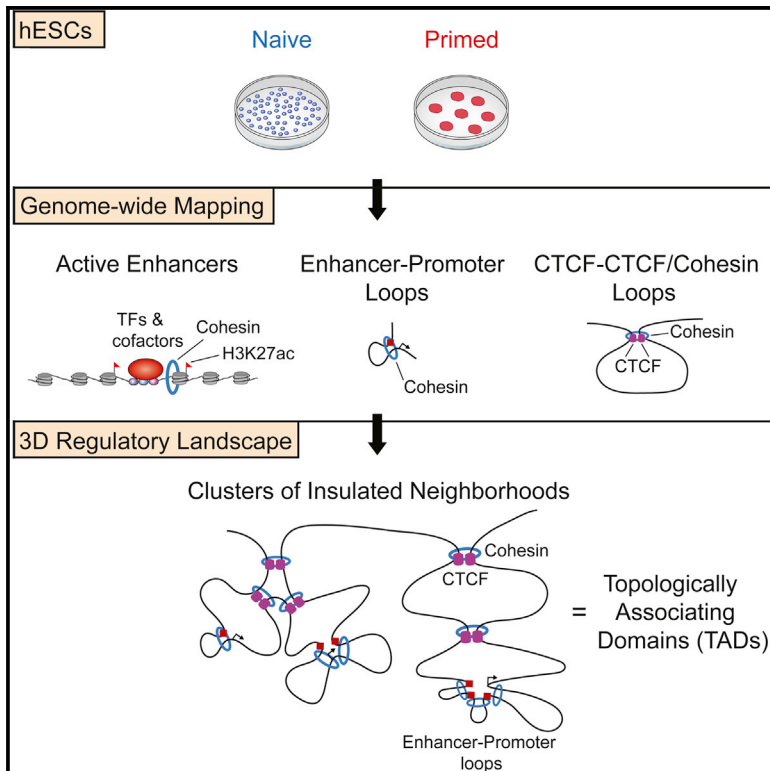 hESCs
Naive
Primed
Genome-wide Mapping
Active Enhancers
Enhancer-Promoter
Loops
CTCF-CTCF/Cohesin
Loops
TFs &
cofactors
Cohesin
H3K27ac
Cohesin
Cohesin
CTCF
3D Regulatory Landscape
Clusters of Insulated Neighborhoods
Cohesin
CTCF
=
Topologically
Associating
Domains (TADs)
Enhancer-Promoter
loops